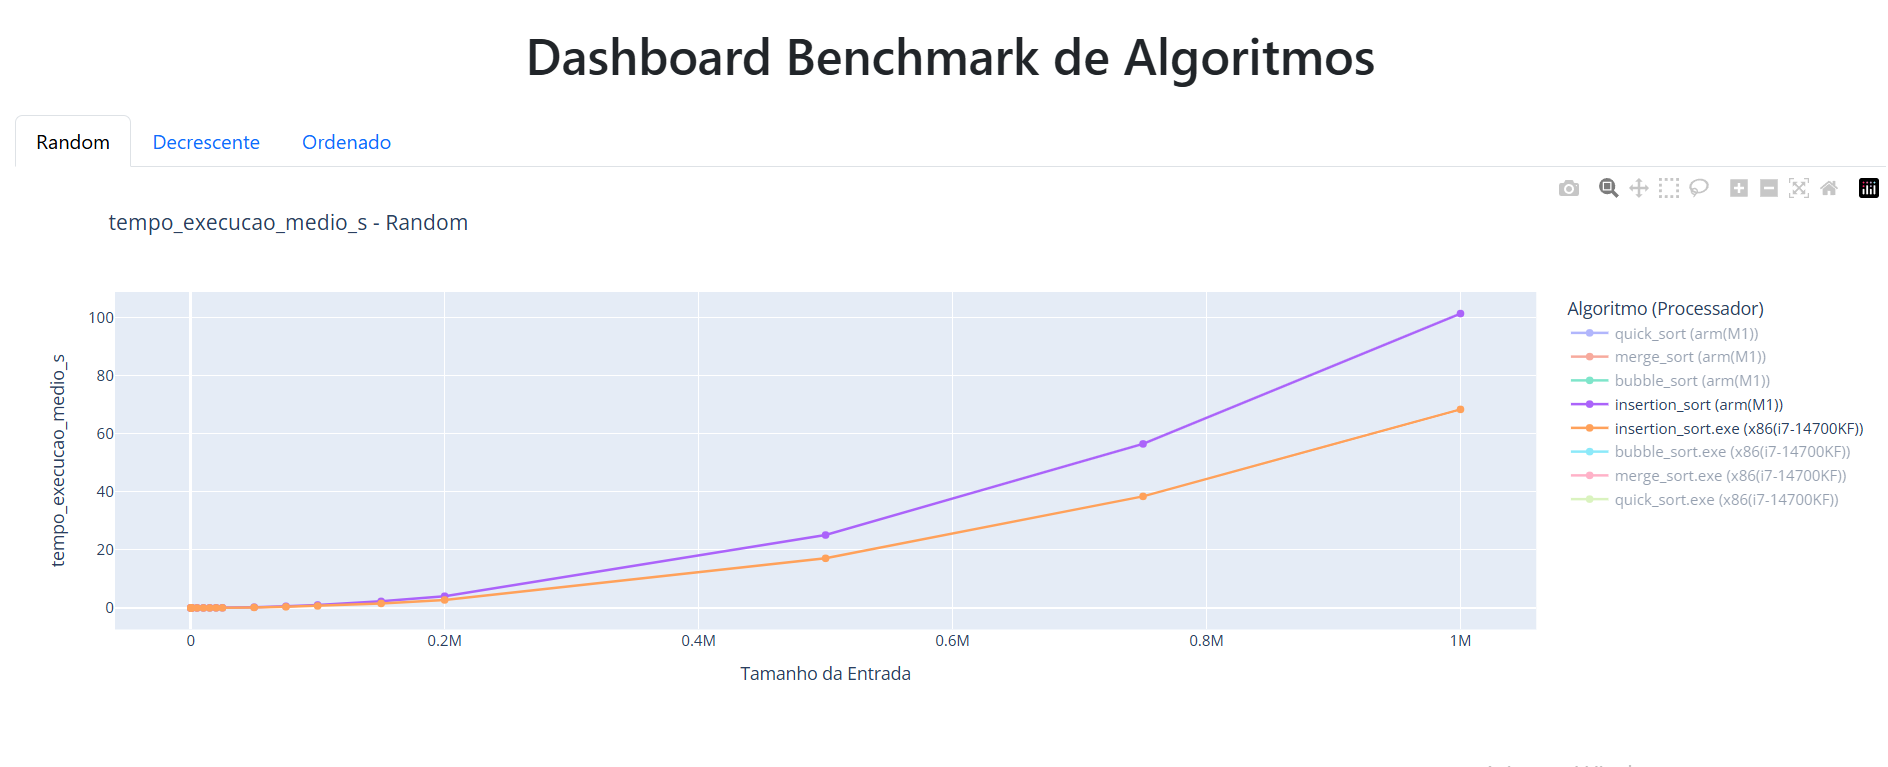 Dashboard Benchmark de Algoritmos
Random Decrescente Ordenado
tempo_execucao_medio_s - Random
tempo_execucao_medio_s
100
80
60
40
20
0
0 0.2M 0.4M 0.6M 0.8M 1M
Tamanho da Entrada
Algoritmo (Processador)
quick_sort (arm(M1))
merge_sort (arm(M1))
bubble_sort (arm(M1))
insertion_sort (arm(M1))
insertion_sort.exe (x86(i7-14700KF))
bubble_sort.exe (x86(i7-14700KF))
merge_sort.exe (x86(i7-14700KF))
quick_sort.exe (x86(i7-14700KF))